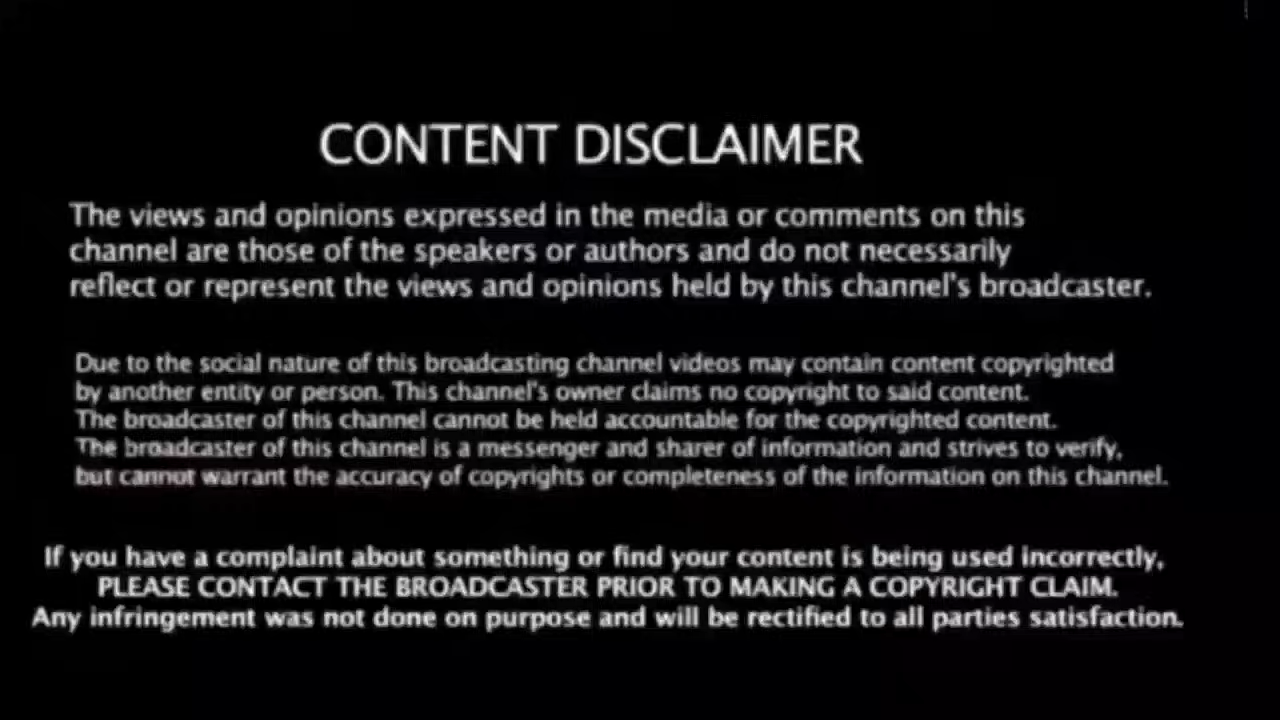 CONTENT DISCLAIMER
The views and opinions expressed in the media or comments on this
channel are those of the speakers or authors and do not necessarily
reflect or represent the views and opinions held by this channel's broadcaster.
Due to the social nature of this broadcasting channel videos may contain content copyrighted
by another entity or person. This channel's owner claims no copyright to said content.
The broadcaster of this channel cannot be held accountable for the copyrighted content.
The broadcaster of this channel is a messenger and sharer of information and strives to verify,
but cannot warrant the accuracy of copyrights or completeness of the information on this channel.
If you have a complaint about something or find your content is being used incorrectly,
PLEASE CONTACT THE BROADCASTER PRIOR TO MAKING A COPYRIGHT CLAIM.
Any infringement was not done on purpose and will be rectified to all parties satisfaction.